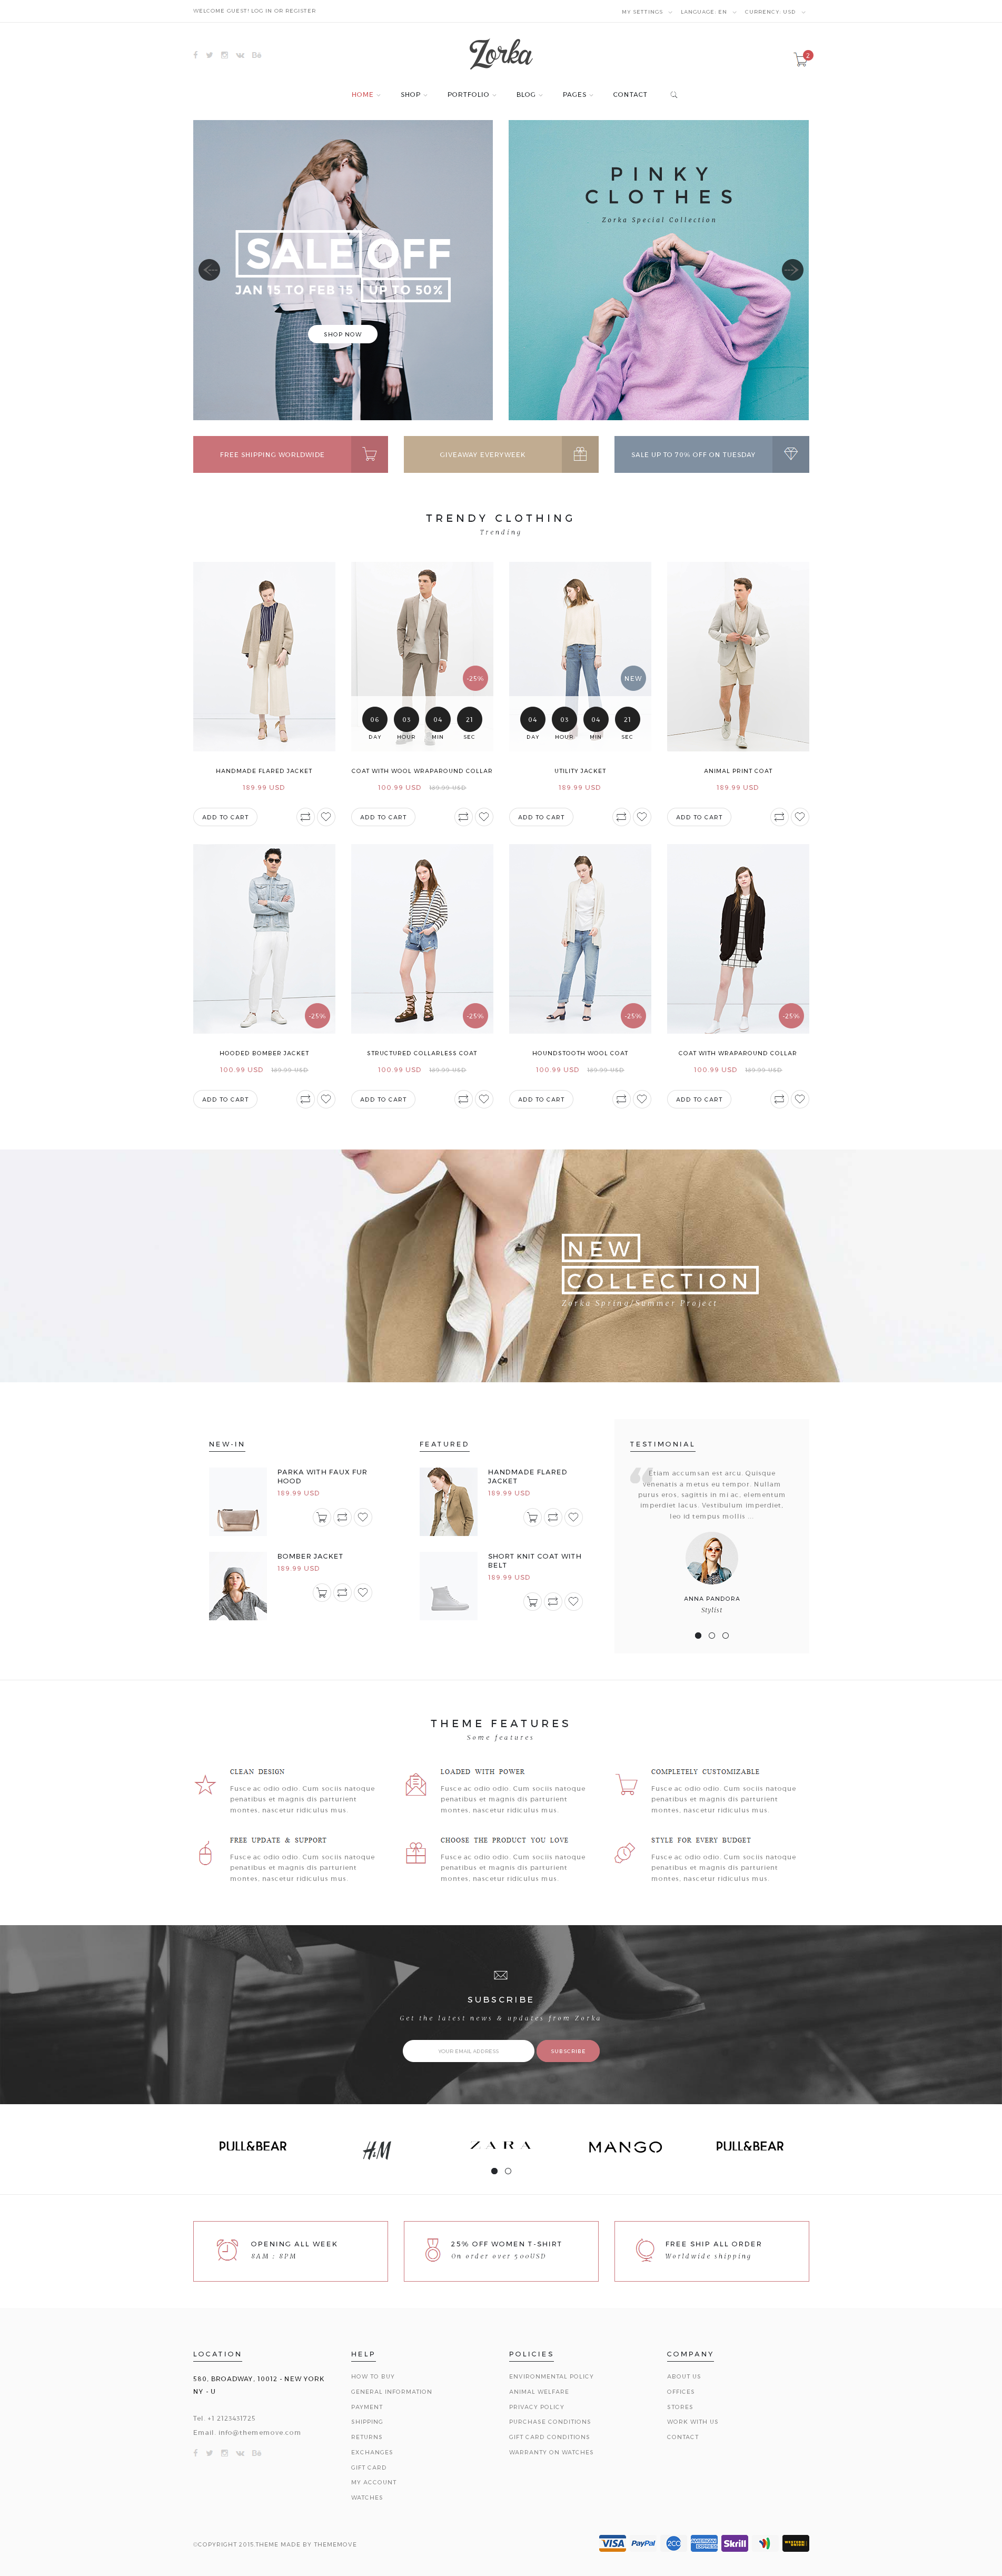 WELCOME GUEST! LOG IN OR REGISTER
MY SETTINGS
LANGUAGE: EN
CURRENCY: USD
Zorka
2
HOME
SHOP
PORTFOLIO
BLOG
PAGES
CONTACT
SALE OFF
JAN 15 TO FEB 15 UP TO 50%
SHOP NOW
PINKY
CLOTHES
Zorka Special Collection
FREE SHIPPING WORLDWIDE
GIVEAWAY EVERYWEEK
SALE UP TO 70% OFF ON TUESDAY
TRENDY CLOTHING
Trending
-25%
NEW
06 03 04 21
DAY HOUR MIN SEC
04 03 04 21
DAY HOUR MIN SEC
HANDMADE FLARED JACKET
189.99 USD
ADD TO CART
COAT WITH WOOL WRAPAROUND COLLAR
100.99 USD 189.99 USD
ADD TO CART
UTILITY JACKET
189.99 USD
ADD TO CART
ANIMAL PRINT COAT
189.99 USD
ADD TO CART
-25%
-25%
-25%
-25%
HOODED BOMBER JACKET
100.99 USD 189.99 USD
ADD TO CART
STRUCTURED COLLARLESS COAT
100.99 USD 189.99 USD
ADD TO CART
HOUNDSTOOTH WOOL COAT
100.99 USD 189.99 USD
ADD TO CART
COAT WITH WRAPAROUND COLLAR
100.99 USD 189.99 USD
ADD TO CART
NEW
COLLECTION
Zorka Spring/Summer Project
NEW-IN
PARKA WITH FAUX FUR
HOOD
189.99 USD
BOMBER JACKET
189.99 USD
FEATURED
HANDMADE FLARED
JACKET
189.99 USD
SHORT KNIT COAT WITH
BELT
189.99 USD
TESTIMONIAL
Etiam accumsan est arcu. Quisque
venenatis a metus eu tempor. Nullam
purus eros, sagittis in mi ac, elementum
imperdiet lacus. Vestibulum imperdiet,
leo id tempus mollis ...
ANNA PANDORA
Stylist
THEME FEATURES
Some features
CLEAN DESIGN
Fusce ac odio odio. Cum sociis natoque
penatibus et magnis dis parturient
montes, nascetur ridiculus mus.
LOADED WITH POWER
Fusce ac odio odio. Cum sociis natoque
penatibus et magnis dis parturient
montes, nascetur ridiculus mus.
COMPLETELY CUSTOMIZABLE
Fusce ac odio odio. Cum sociis natoque
penatibus et magnis dis parturient
montes, nascetur ridiculus mus.
FREE UPDATE & SUPPORT
Fusce ac odio odio. Cum sociis natoque
penatibus et magnis dis parturient
montes, nascetur ridiculus mus.
CHOOSE THE PRODUCT YOU LOVE
Fusce ac odio odio. Cum sociis natoque
penatibus et magnis dis parturient
montes, nascetur ridiculus mus.
STYLE FOR EVERY BUDGET
Fusce ac odio odio. Cum sociis natoque
penatibus et magnis dis parturient
montes, nascetur ridiculus mus.
SUBSCRIBE
Get the latest news & updates from Zorka
YOUR EMAIL ADDRESS
SUBSCRIBE
PULL&BEAR
H&M
ZARA
MANGO
PULL&BEAR
OPENING ALL WEEK
8AM : 8PM
25% OFF WOMEN T-SHIRT
On order over 500USD
FREE SHIP ALL ORDER
Worldwide shipping
LOCATION
580, BROADWAY, 10012 - NEW YORK
NY - U
Tel. +1 2123431725
Email: info@thememove.com
HELP
HOW TO BUY
GENERAL INFORMATION
PAYMENT
SHIPPING
RETURNS
EXCHANGES
GIFT CARD
MY ACCOUNT
WATCHES
POLICIES
ENVIRONMENTAL POLICY
ANIMAL WELFARE
PRIVACY POLICY
PURCHASE CONDITIONS
GIFT CARD CONDITIONS
WARRANTY ON WATCHES
COMPANY
ABOUT US
OFFICES
STORES
WORK WITH US
CONTACT
©COPYRIGHT 2015.THEME MADE BY THEMEMOVE
VISA
PayPal
2CO
AMERICAN EXPRESS
Skrill
WESTERN UNION